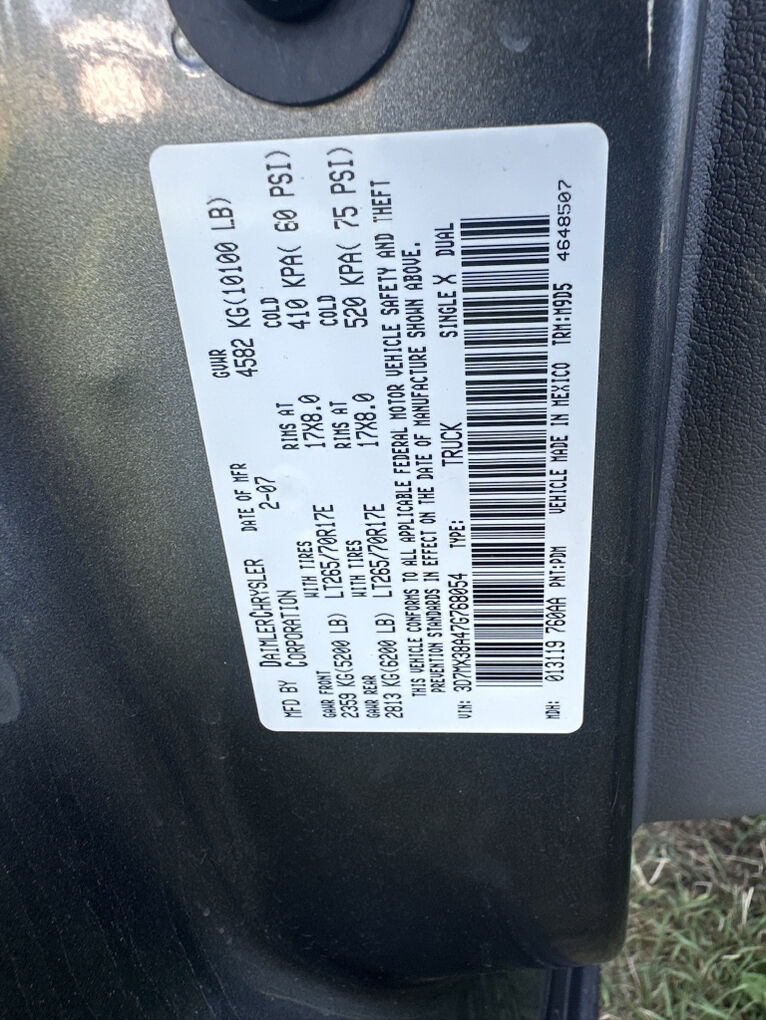 MFD BY DAIMLERCHRYSLER CORPORATION DATE OF MFR 2-07 GVWR 4582 KG(10100 LB)
GAWR FRONT WITH TIRES RIMS AT COLD
2359 KG(5200 LB) LT265/70R17E 17X8.0 410 KPA( 60 PSI)
GAWR REAR WITH TIRES RIMS AT COLD
2813 KG(6200 LB) LT265/70R17E 17X8.0 520 KPA( 75 PSI)
THIS VEHICLE CONFORMS TO ALL APPLICABLE FEDERAL MOTOR VEHICLE SAFETY AND THEFT
PREVENTION STANDARDS IN EFFECT ON THE DATE OF MANUFACTURE SHOWN ABOVE.
VIN: 3D7MX38A47G768054 TYPE: TRUCK SINGLE X DUAL
MDH: 013119 760AA PNT:PDM VEHICLE MADE IN MEXICO TRM:M9D5 4648507